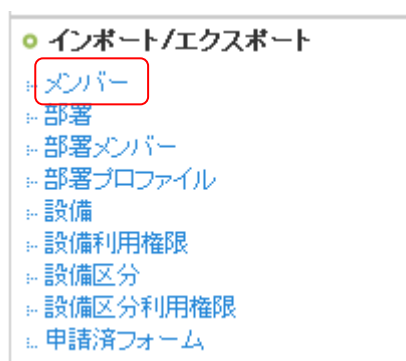 インポート/エクスポート
メンバー
部署
部署メンバー
部署プロファイル
設備
設備利用権限
設備区分
設備区分利用権限
申請済フォーム